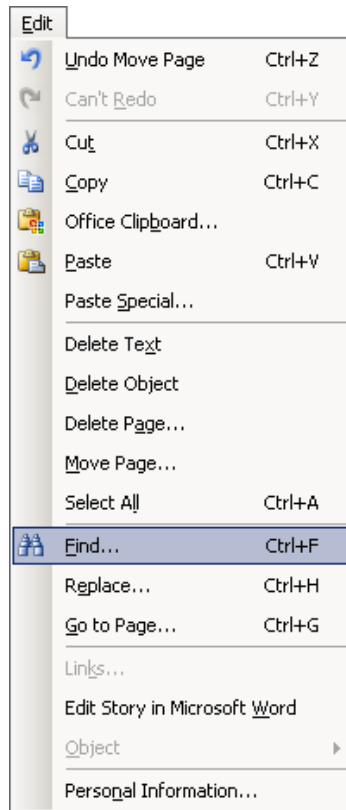 Edit
Undo Move Page Ctrl+Z
Can't Redo Ctrl+Y
Cut Ctrl+X
Copy Ctrl+C
Office Clipboard...
Paste Ctrl+V
Paste Special...
Delete Text
Delete Object
Delete Page...
Move Page...
Select All Ctrl+A
Find... Ctrl+F
Replace... Ctrl+H
Go to Page... Ctrl+G
Links...
Edit Story in Microsoft Word
Object
Personal Information...